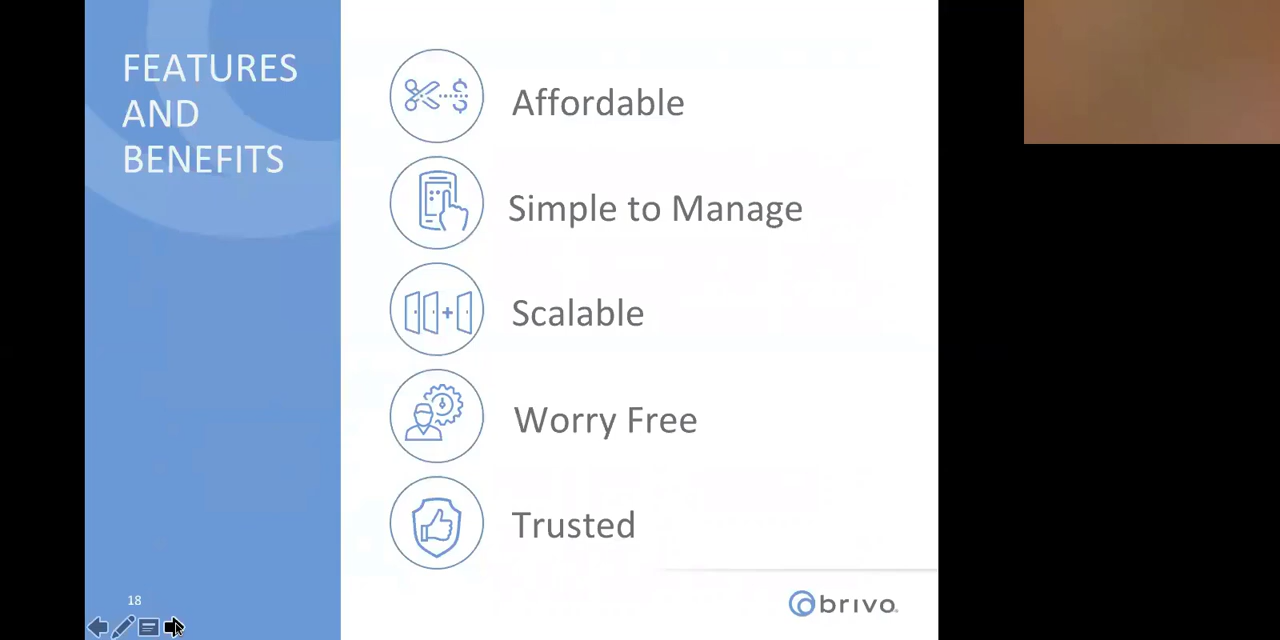 FEATURES
AND
BENEFITS
Affordable
Simple to Manage
Scalable
Worry Free
Trusted
18
brivo